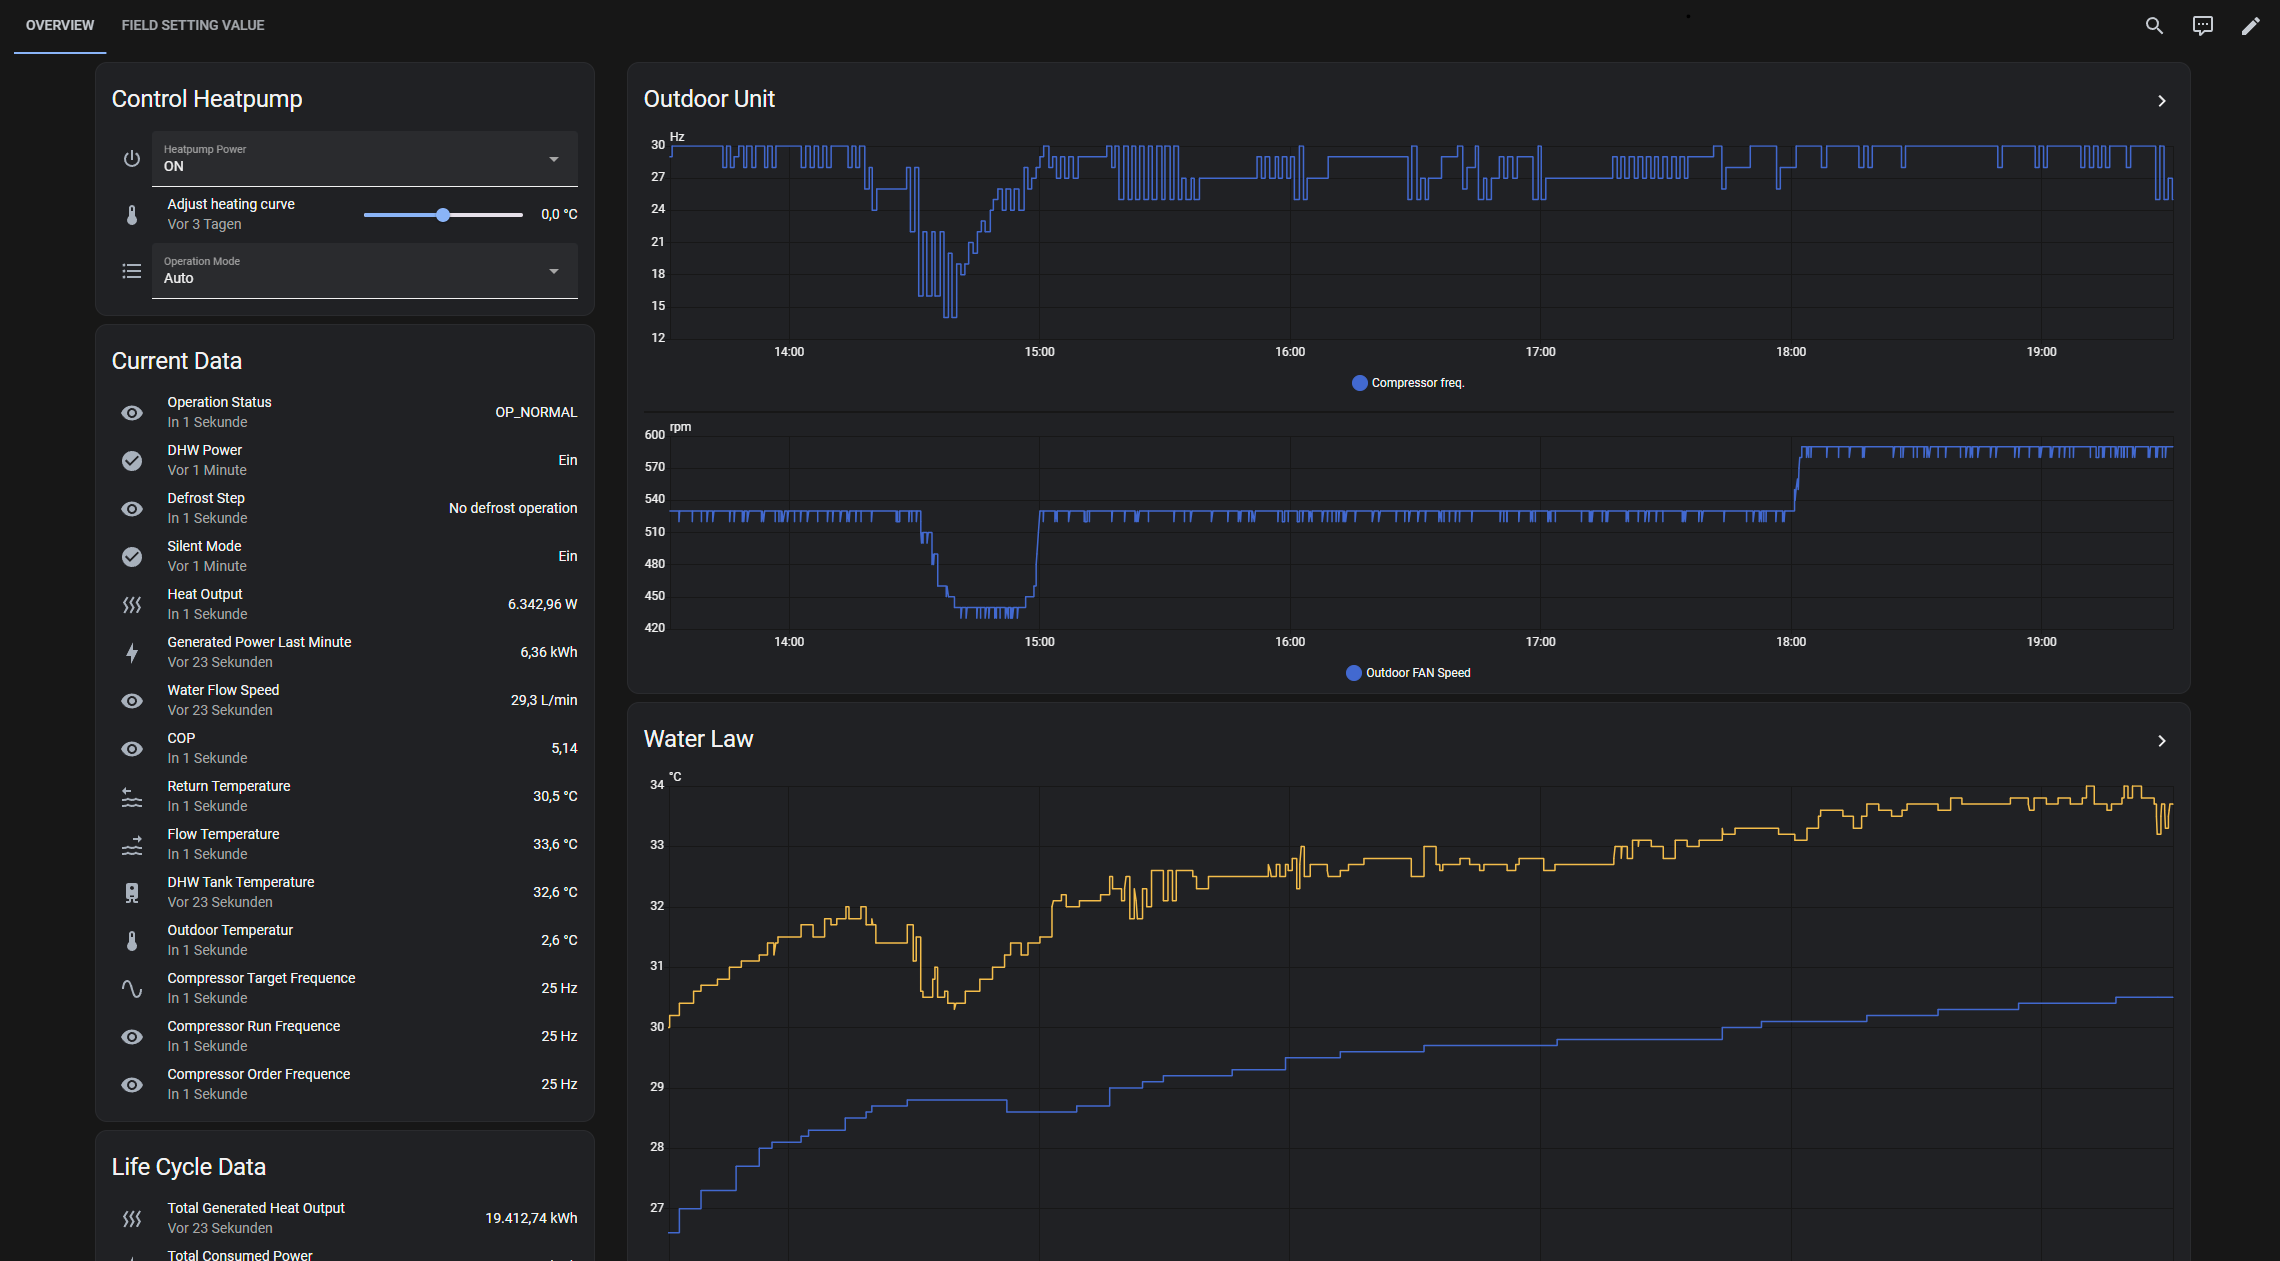 OVERVIEW
FIELD SETTING VALUE
Control Heatpump
Heatpump Power
ON
Adjust heating curve
0,0 °C
Vor 3 Tagen
Operation Mode
Auto
Current Data
Operation Status
OP_NORMAL
In 1 Sekunde
DHW Power
Ein
Vor 1 Minute
Defrost Step
No defrost operation
In 1 Sekunde
Silent Mode
Ein
Vor 1 Minute
Heat Output
6.342,96 W
In 1 Sekunde
Generated Power Last Minute
6,36 kWh
Vor 23 Sekunden
Water Flow Speed
29,3 L/min
Vor 23 Sekunden
COP
5,14
In 1 Sekunde
Return Temperature
30,5 °C
In 1 Sekunde
Flow Temperature
33,6 °C
In 1 Sekunde
DHW Tank Temperature
32,6 °C
Vor 23 Sekunden
Outdoor Temperatur
2,6 °C
In 1 Sekunde
Compressor Target Frequence
25 Hz
In 1 Sekunde
Compressor Run Frequence
25 Hz
In 1 Sekunde
Compressor Order Frequence
25 Hz
In 1 Sekunde
Life Cycle Data
Total Generated Heat Output
19.412,74 kWh
Vor 23 Sekunden
Total Consumed Power
Outdoor Unit
Hz
30
27
24
21
18
15
12
14:00 15:00 16:00 17:00 18:00 19:00
Compressor freq.
rpm
600
570
540
510
480
450
420
14:00 15:00 16:00 17:00 18:00 19:00
Outdoor FAN Speed
Water Law
°C
34
33
32
31
30
29
28
27